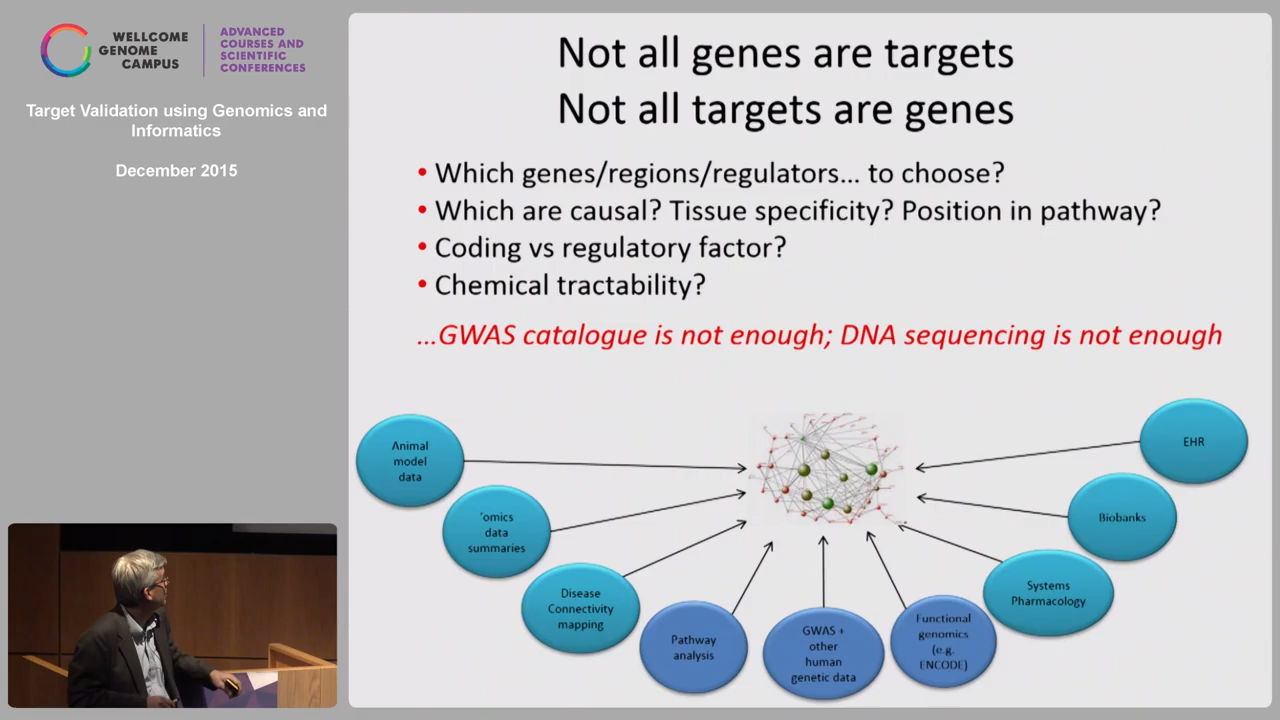 WELLCOME
GENOME
CAMPUS
ADVANCED
COURSES AND
SCIENTIFIC
CONFERENCES
Target Validation using Genomics and
Informatics
December 2015
Not all genes are targets
Not all targets are genes
• Which genes/regions/regulators... to choose?
• Which are causal? Tissue specificity? Position in pathway?
• Coding vs regulatory factor?
• Chemical tractability?
...GWAS catalogue is not enough; DNA sequencing is not enough
Animal
model
data
'omics
data
summaries
Disease
Connectivity
mapping
Pathway
analysis
GWAS +
other
human
genetic data
Functional
genomics
(e.g.
ENCODE)
Systems
Pharmacology
Biobanks
EHR